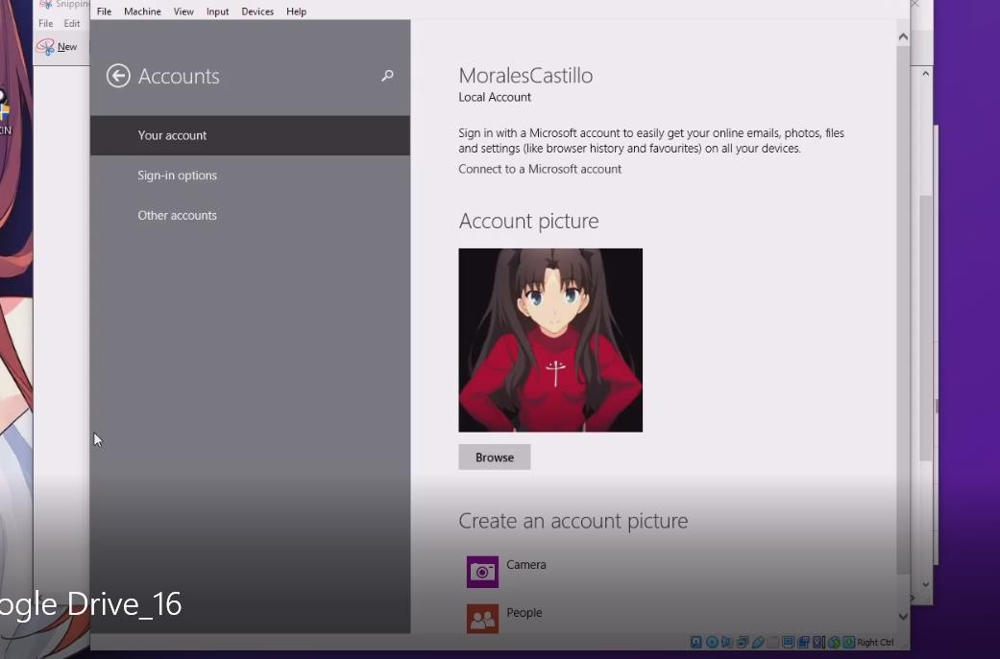 Snipping
File Edit
New
File Machine View Input Devices Help
Accounts
Your account
Sign-in options
Other accounts
MoralesCastillo
Local Account
Sign in with a Microsoft account to easily get your online emails, photos, files
and settings (like browser history and favourites) on all your devices.
Connect to a Microsoft account
Account picture
Browse
Create an account picture
Camera
People
ogle Drive_16
Right Ctrl